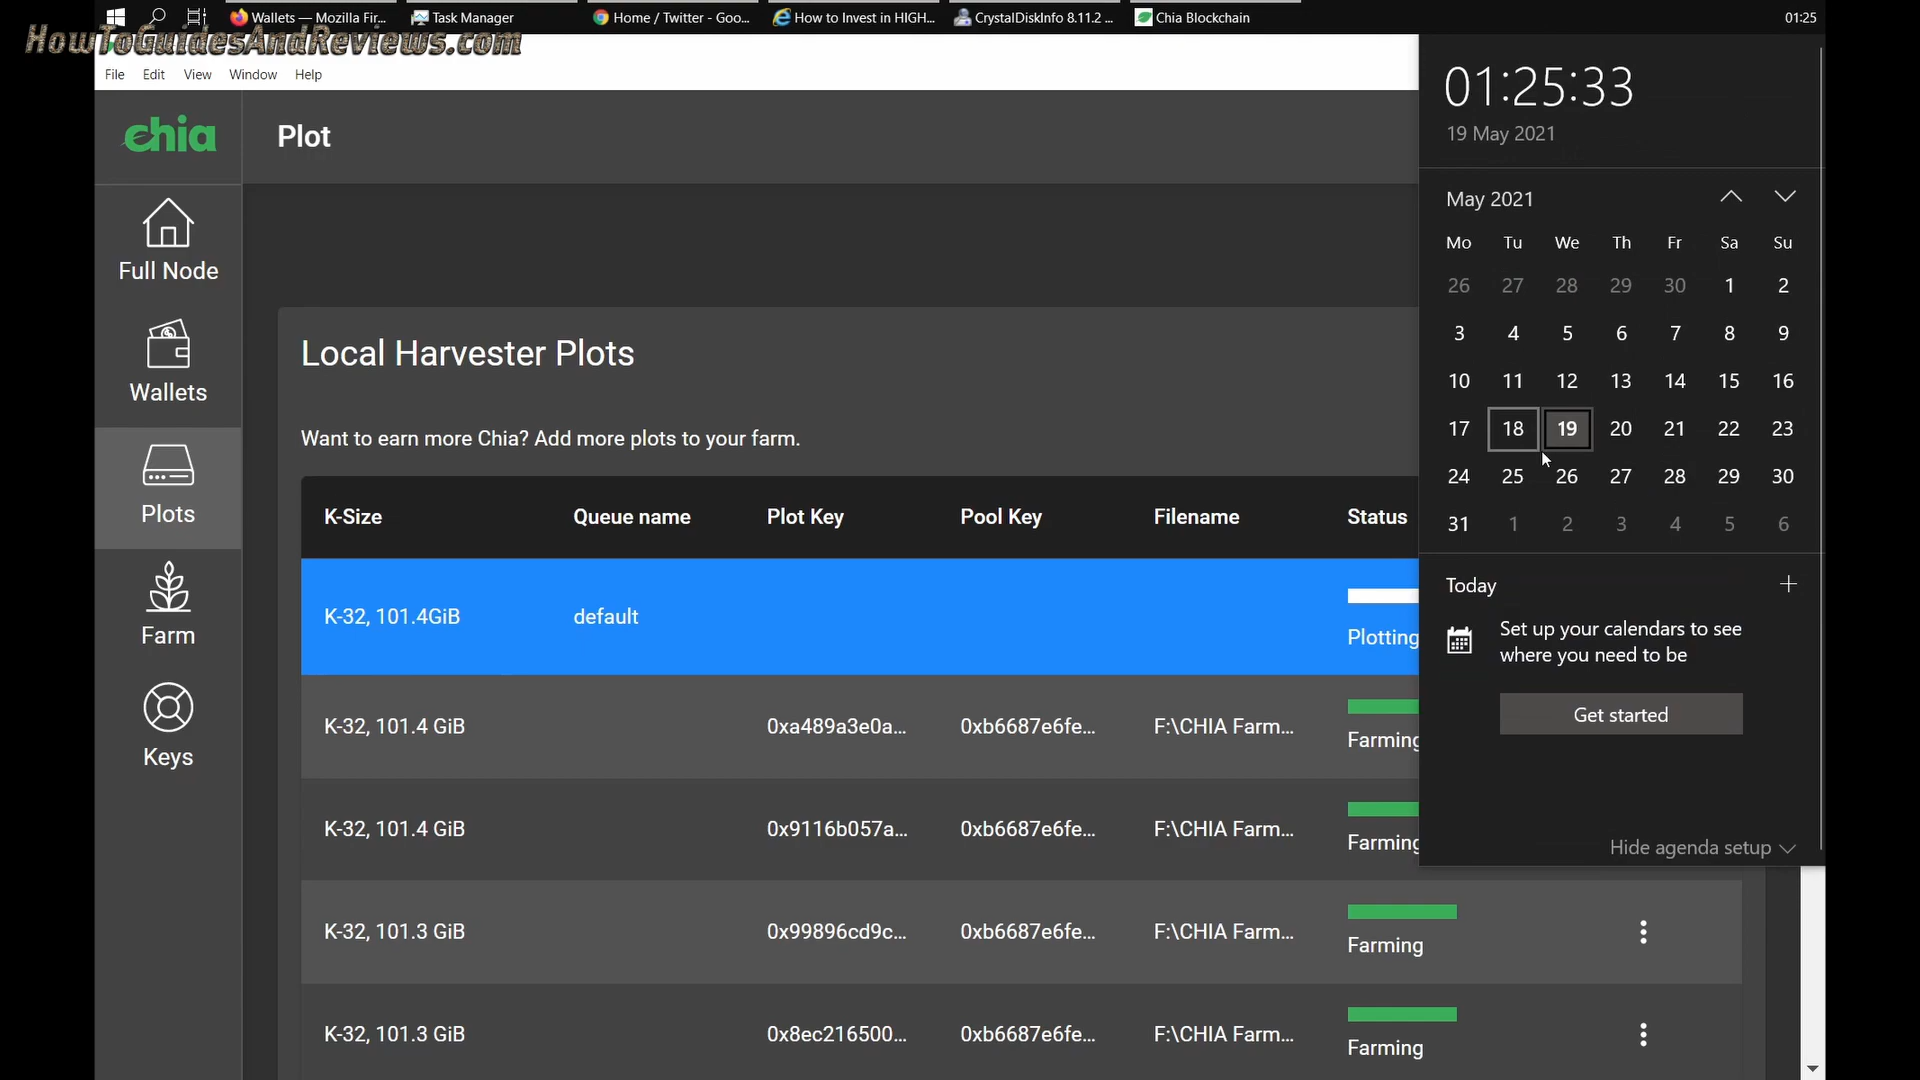 Wallets — Mozilla Fir...
Task Manager
Home / Twitter - Goo...
How to Invest in HIGH...
CrystalDiskInfo 8.11.2 ...
Chia Blockchain
01:25
HowToGuidesAndReviews.com
File Edit View Window Help
chia
Plot
Full Node
Wallets
Plots
Farm
Keys
Local Harvester Plots
Want to earn more Chia? Add more plots to your farm.
K-Size Queue name Plot Key Pool Key Filename Status
K-32, 101.4GiB default Plotting
K-32, 101.4 GiB 0xa489a3e0a... 0xb6687e6fe... F:\CHIA Farm... Farming
K-32, 101.4 GiB 0x9116b057a... 0xb6687e6fe... F:\CHIA Farm... Farming
K-32, 101.3 GiB 0x99896cd9c... 0xb6687e6fe... F:\CHIA Farm... Farming
K-32, 101.3 GiB 0x8ec216500... 0xb6687e6fe... F:\CHIA Farm... Farming
01:25:33
19 May 2021
May 2021
Mo Tu We Th Fr Sa Su
26 27 28 29 30 1 2
3 4 5 6 7 8 9
10 11 12 13 14 15 16
17 18 19 20 21 22 23
24 25 26 27 28 29 30
31 1 2 3 4 5 6
Today
Set up your calendars to see
where you need to be
Get started
Hide agenda setup